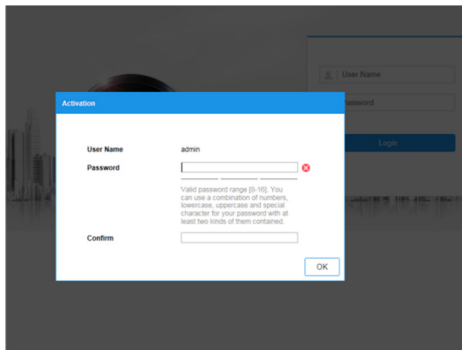 User Name
Password
Login
Activation
User Name
admin
Password
Valid password range [8-16]. You
can use a combination of numbers,
lowercase, uppercase and special
character for your password with at
least two kinds of them contained.
Confirm
OK